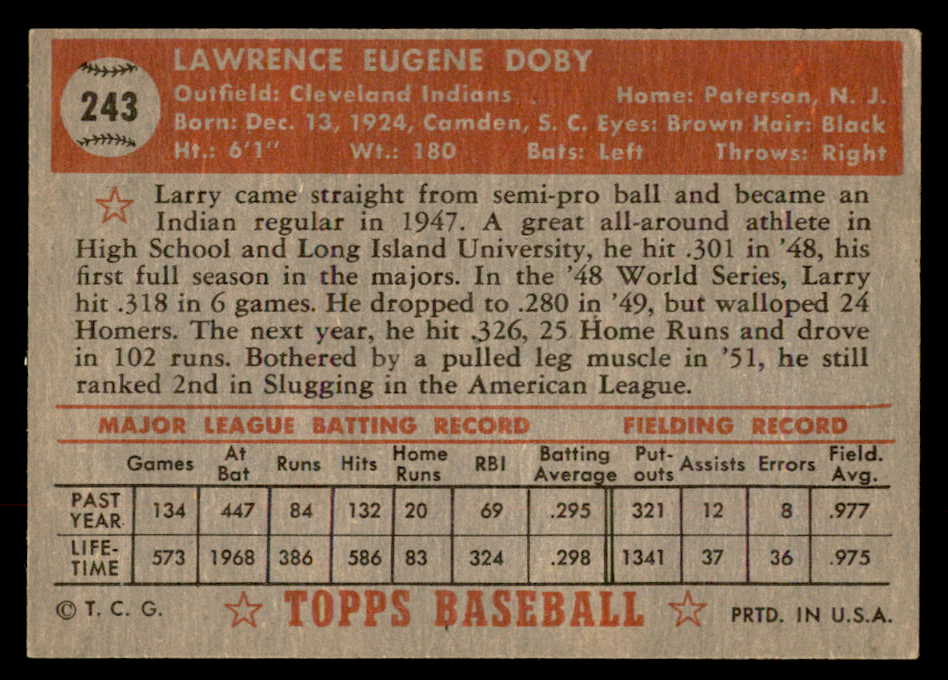 243
LAWRENCE EUGENE DOBY
Outfield: Cleveland Indians . . Home: Paterson, N. J.
Born: Dec. 13, 1924, Camden, S. C. Eyes: Brown Hair: Black
Ht.: 6'1" Wt.: 180 Bats: Left Throws: Right
Larry came straight from semi-pro ball and became an
Indian regular in 1947. A great all-around athlete in
High School and Long Island University, he hit .301 in '48, his
first full season in the majors. In the '48 World Series, Larry
hit .318 in 6 games. He dropped to .280 in '49, but walloped 24
Homers. The next year, he hit .326, 25 Home Runs and drove
in 102 runs. Bothered by a pulled leg muscle in '51, he still
ranked 2nd in Slugging in the American League.
MAJOR LEAGUE BATTING RECORD FIELDING RECORD
Games At Bat Runs Hits Home Runs RBI Batting Average Put-outs Assists Errors Field. Avg.
PAST YEAR 134 447 84 132 20 69 .295 321 12 8 .977
LIFE-TIME 573 1968 386 586 83 324 .298 1341 37 36 .975
© T. C. G. TOPPS BASEBALL PRTD. IN U.S.A.